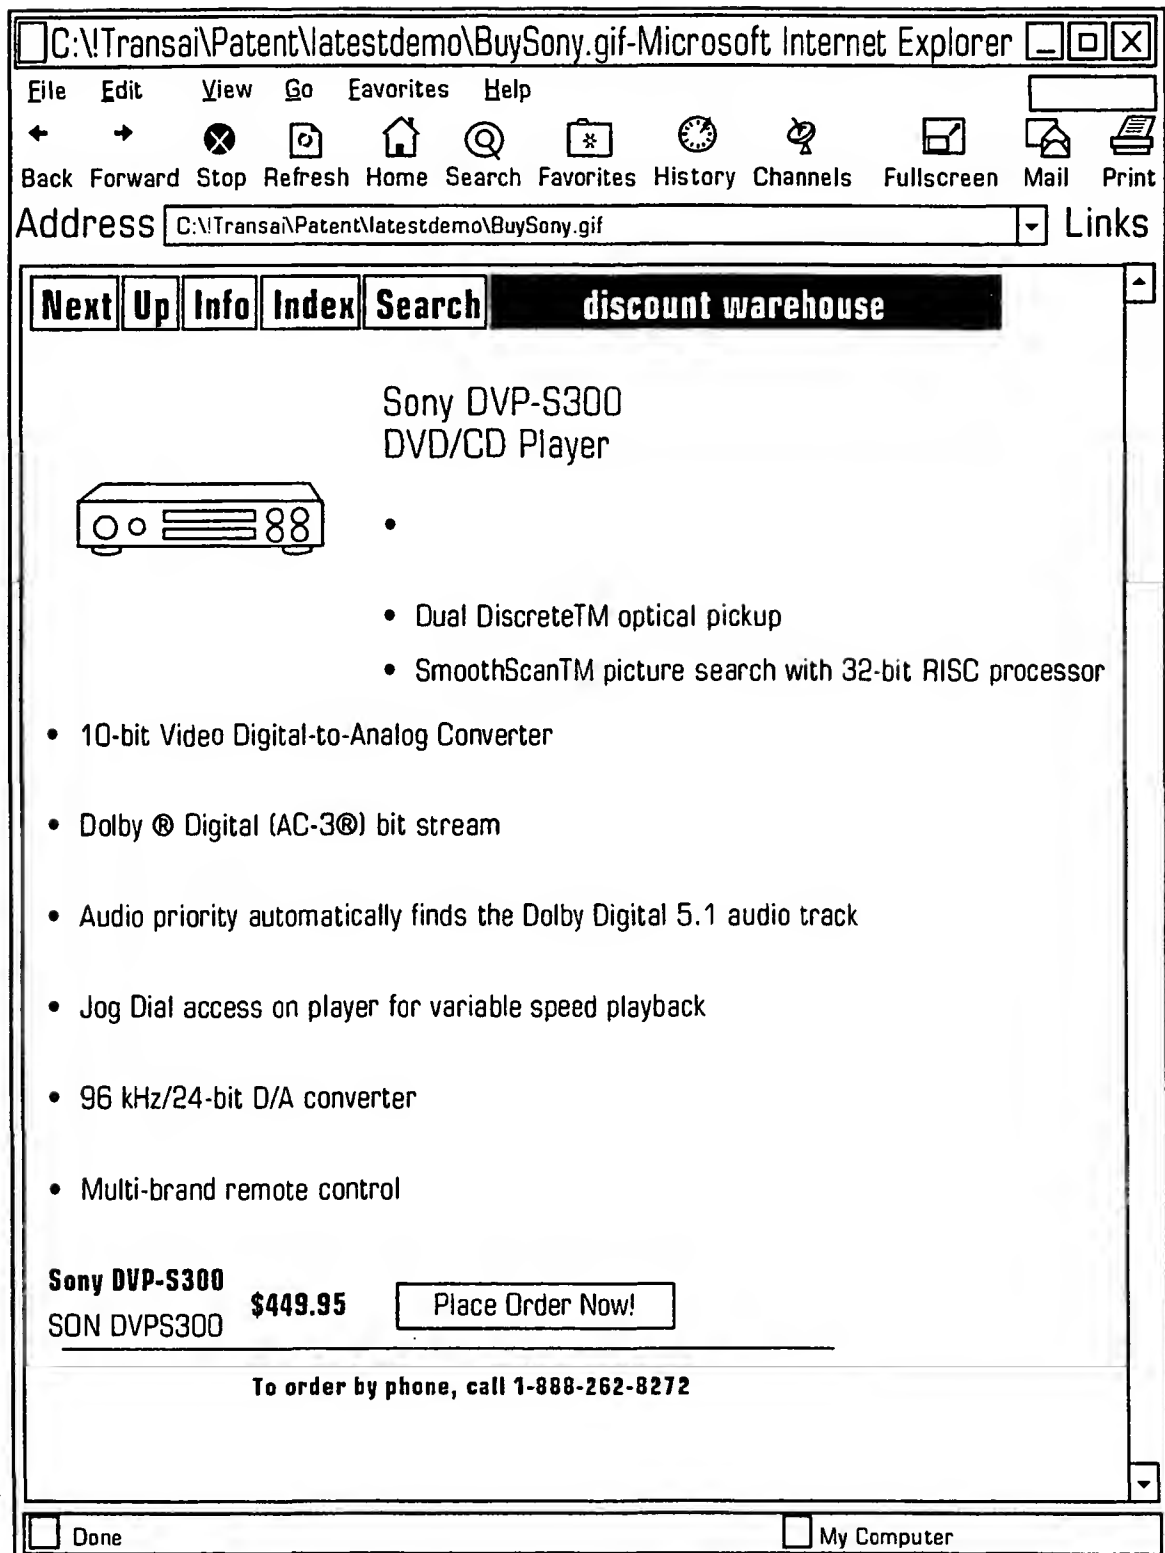 C:\!Transai\Patent\latestdemo\BuySony.gif-Microsoft Internet Explorer
File Edit View Go Favorites Help
Back Forward Stop Refresh Home Search Favorites History Channels Fullscreen Mail Print
Address C:\!Transai\Patent\latestdemo\BuySony.gif Links
Next Up Info Index Search discount warehouse
Sony DVP-S300
DVD/CD Player
•
• Dual DiscreteTM optical pickup
• SmoothScanTM picture search with 32-bit RISC processor
• 10-bit Video Digital-to-Analog Converter
• Dolby ® Digital (AC-3®) bit stream
• Audio priority automatically finds the Dolby Digital 5.1 audio track
• Jog Dial access on player for variable speed playback
• 96 kHz/24-bit D/A converter
• Multi-brand remote control
Sony DVP-S300
SON DVPS300 $449.95 Place Order Now!
To order by phone, call 1-888-262-8272
Done My Computer